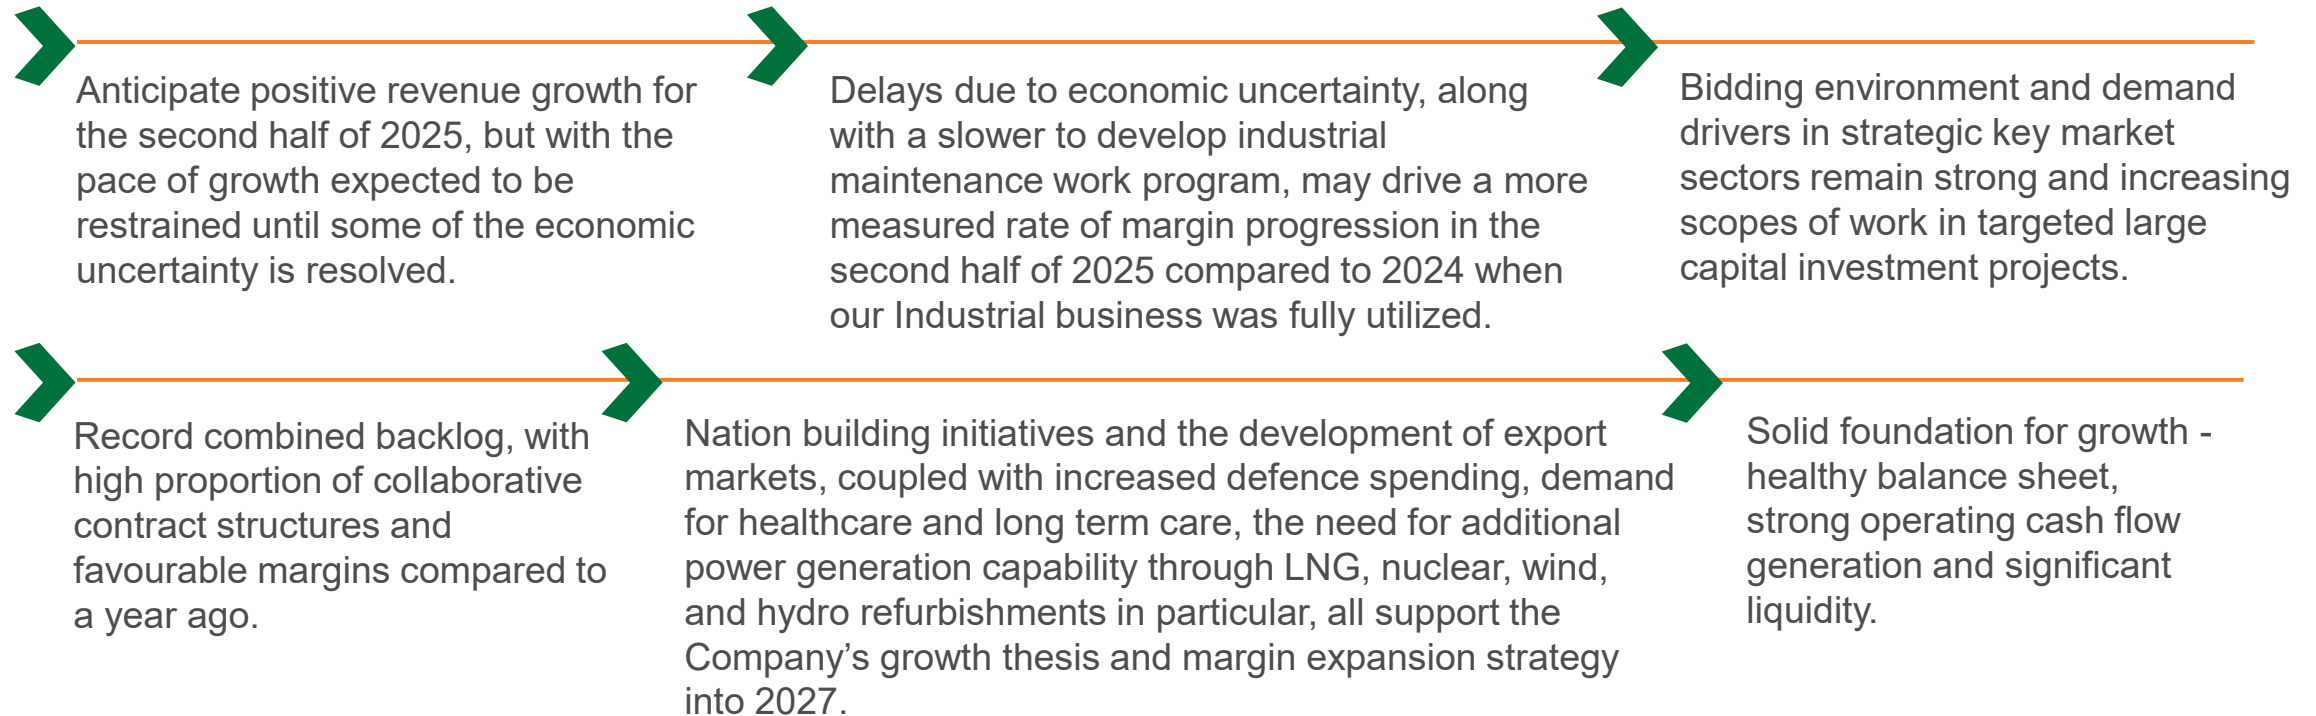 Anticipate positive revenue growth for
the second half of 2025, but with the
pace of growth expected to be
restrained until some of the economic
uncertainty is resolved.
Delays due to economic uncertainty, along
with a slower to develop industrial
maintenance work program, may drive a more
measured rate of margin progression in the
second half of 2025 compared to 2024 when
our Industrial business was fully utilized.
Bidding environment and demand
drivers in strategic key market
sectors remain strong and increasing
scopes of work in targeted large
capital investment projects.
Record combined backlog, with
high proportion of collaborative
contract structures and
favourable margins compared to
a year ago.
Nation building initiatives and the development of export
markets, coupled with increased defence spending, demand
for healthcare and long term care, the need for additional
power generation capability through LNG, nuclear, wind,
and hydro refurbishments in particular, all support the
Company’s growth thesis and margin expansion strategy
into 2027.
Solid foundation for growth -
healthy balance sheet,
strong operating cash flow
generation and significant
liquidity.